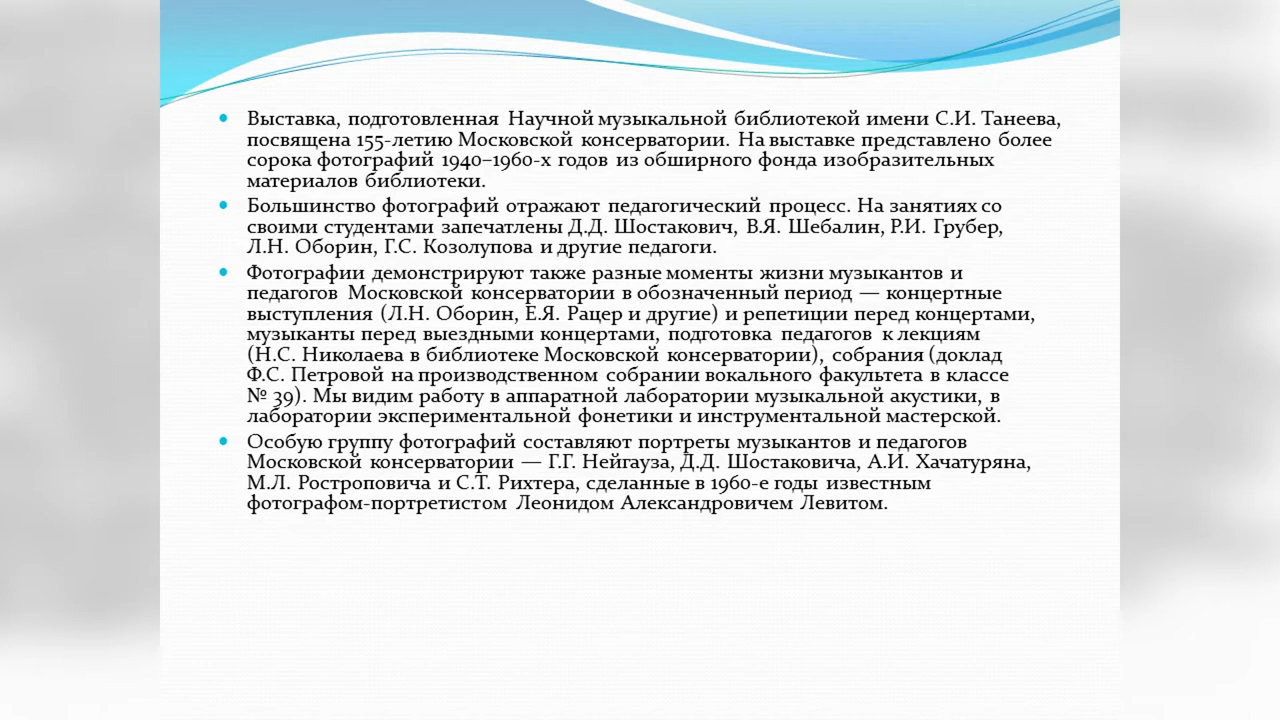 Выставка, подготовленная Научной музыкальной библиотекой имени С.И. Танеева,
посвящена 155-летию Московской консерватории. На выставке представлено более
сорока фотографий 1940–1960-х годов из обширного фонда изобразительных
материалов библиотеки.
Большинство фотографий отражают педагогический процесс. На занятиях со
своими студентами запечатлены Д.Д. Шостакович, В.Я. Шебалин, Р.И. Грубер,
Л.Н. Оборин, Г.С. Козолупова и другие педагоги.
Фотографии демонстрируют также разные моменты жизни музыкантов и
педагогов Московской консерватории в обозначенный период — концертные
выступления (Л.Н. Оборин, Е.Я. Рацер и другие) и репетиции перед концертами,
музыканты перед выездными концертами, подготовка педагогов к лекциям
(Н.С. Николаева в библиотеке Московской консерватории), собрания (доклад
Ф.С. Петровой на производственном собрании вокального факультета в классе
№ 39). Мы видим работу в аппаратной лаборатории музыкальной акустики, в
лаборатории экспериментальной фонетики и инструментальной мастерской.
Особую группу фотографий составляют портреты музыкантов и педагогов
Московской консерватории — Г.Г. Нейгауза, Д.Д. Шостаковича, А.И. Хачатуряна,
М.Л. Ростроповича и С.Т. Рихтера, сделанные в 1960-е годы известным
фотографом-портретистом Леонидом Александровичем Левитом.